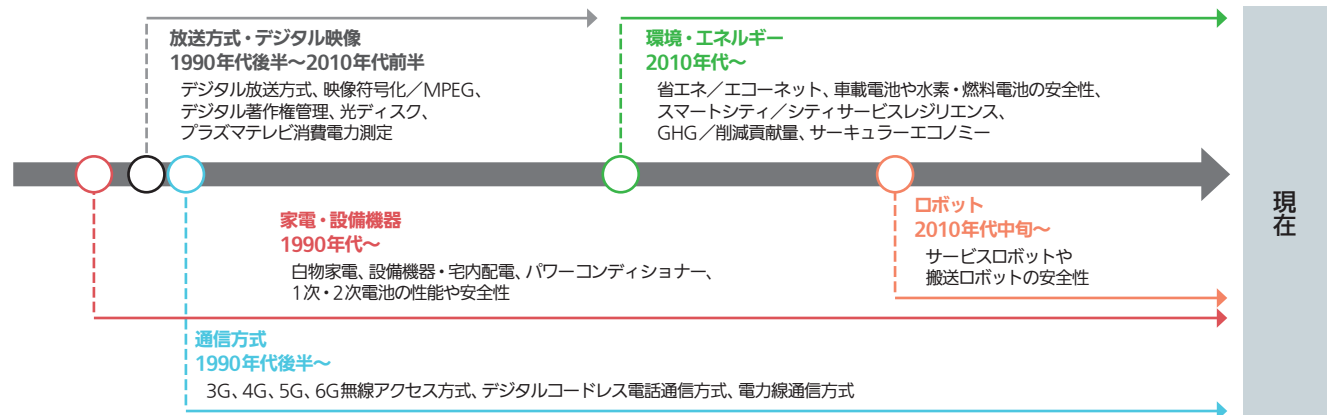 放送方式・デジタル映像
1990年代後半~2010年代前半
デジタル放送方式、映像符号化／MPEG、
デジタル著作権管理、光ディスク、
プラズマテレビ消費電力測定
環境・エネルギー
2010年代~
省エネ／エコーネット、車載電池や水素・燃料電池の安全性、
スマートシティ／シティサービスレジリエンス、
GHG／削減貢献量、サーキュラーエコノミー
家電・設備機器
1990年代~
白物家電、設備機器・宅内配電、パワーコンディショナー、
1次・2次電池の性能や安全性
ロボット
2010年代中旬~
サービスロボットや
搬送ロボットの安全性
通信方式
1990年代後半~
3G、4G、5G、6G無線アクセス方式、デジタルコードレス電話通信方式、電力線通信方式
現在